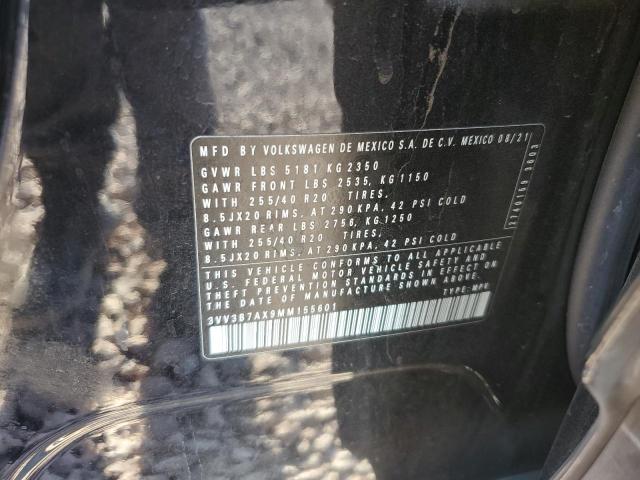 MFD BY VOLKSWAGEN DE MEXICO S.A. DE C.V. MEXICO 08/21
GVWR LBS 5181 KG 2350
GAWR FRONT LBS 2535, KG 1150
WITH 255/40 R20 TIRES.
8.5JX20 RIMS. AT 290 KPA, 42 PSI COLD
GAWR REAR LBS 2756, KG 1250
WITH 255/40 R20 TIRES.
8.5JX20 RIMS. AT 290 KPA, 42 PSI COLD
THIS VEHICLE CONFORMS TO ALL APPLICABLE
U.S. FEDERAL MOTOR VEHICLE SAFETY AND
THEFT PREVENTION STANDARDS IN EFFECT ON
THE DATE OF MANUFACTURE SHOWN ABOVE
3VV3B7AX9MM155601 TYPE: MPV